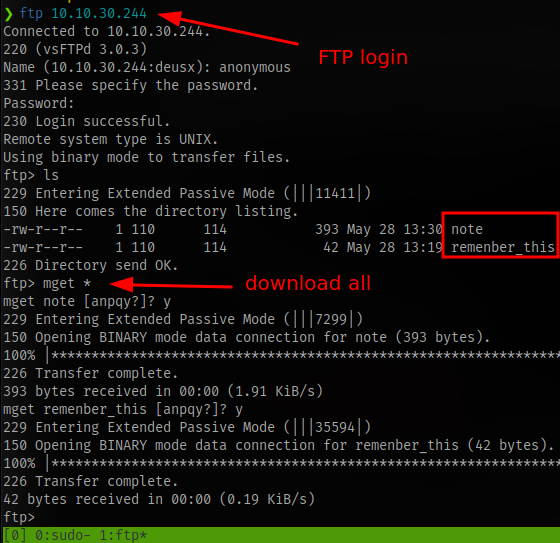 ❯ ftp 10.10.30.244
Connected to 10.10.30.244.
220 (vsFTPd 3.0.3)
FTP login
Name (10.10.30.244:deusx): anonymous
331 Please specify the password.
Password:
230 Login successful.
Remote system type is UNIX.
Using binary mode to transfer files.
ftp> ls
229 Entering Extended Passive Mode (|||11411|)
150 Here comes the directory listing.
-rw-r--r-- 1 110 114 393 May 28 13:30 note
-rw-r--r-- 1 110 114 42 May 28 13:19 remenber_this
226 Directory send OK.
ftp> mget *
download all
mget note [anpqy?]? y
229 Entering Extended Passive Mode (|||7299|)
150 Opening BINARY mode data connection for note (393 bytes).
100% |***************************************************************
226 Transfer complete.
393 bytes received in 00:00 (1.91 KiB/s)
mget remenber_this [anpqy?]? y
229 Entering Extended Passive Mode (|||35594|)
150 Opening BINARY mode data connection for remenber_this (42 bytes).
100% |***************************************************************
226 Transfer complete.
42 bytes received in 00:00 (0.19 KiB/s)
ftp>
[0] 0:sudo- 1:ftp*